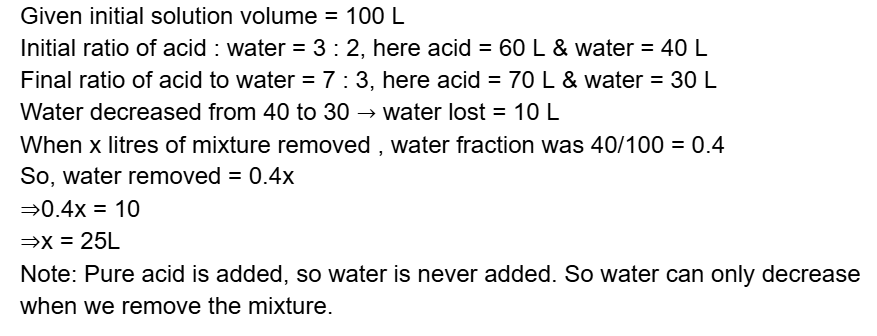 Given initial solution volume = 100 L
Initial ratio of acid : water = 3 : 2, here acid = 60 L & water = 40 L
Final ratio of acid to water = 7 : 3, here acid = 70 L & water = 30 L
Water decreased from 40 to 30 → water lost = 10 L
When x litres of mixture removed , water fraction was 40/100 = 0.4
So, water removed = 0.4x
⇒0.4x = 10
⇒x = 25L
Note: Pure acid is added, so water is never added. So water can only decrease
when we remove the mixture.